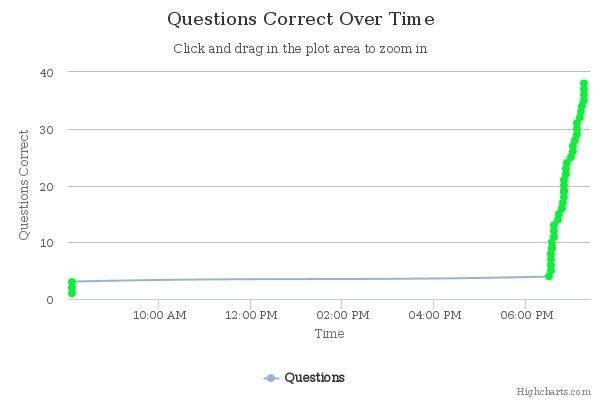 Questions Correct Over Time
Click and drag in the plot area to zoom in
Questions Correct
40
30
20
10
0
10:00 AM 12:00 PM 02:00 PM 04:00 PM 06:00 PM
Time
Questions
Highcharts.com